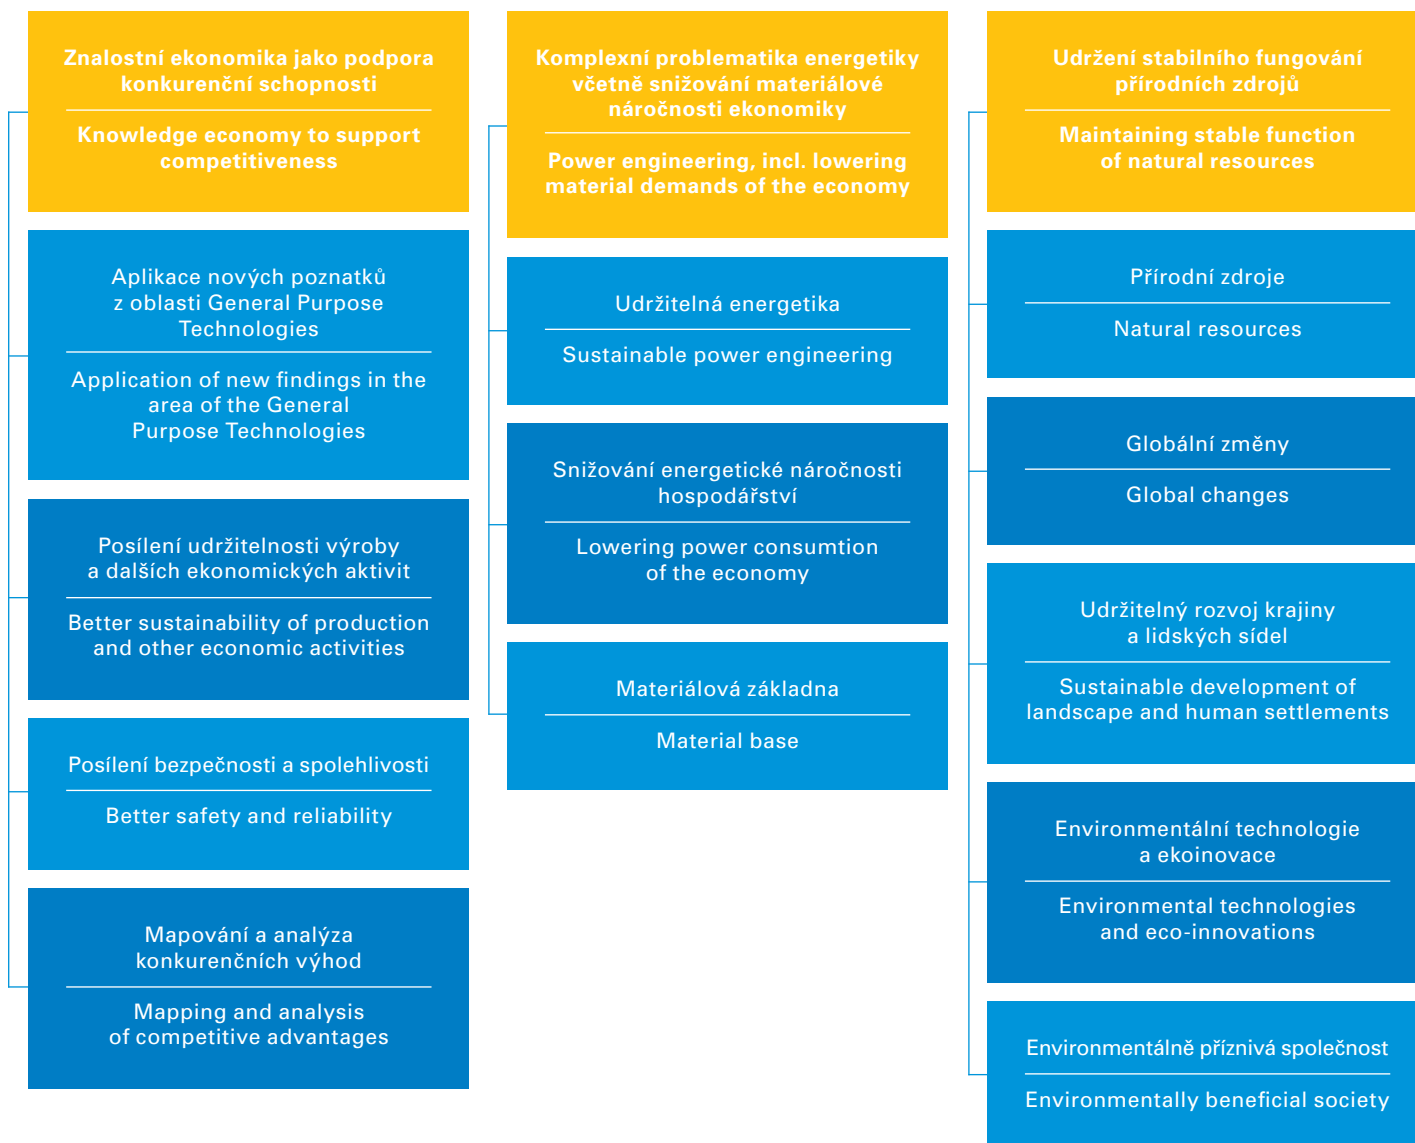 Znalostní ekonomika jako podpora
konkurenční schopnosti
Knowledge economy to support
competitiveness
Aplikace nových poznatků
z oblasti General Purpose
Technologies
Application of new findings in the
area of the General
Purpose Technologies
Posílení udržitelnosti výroby
a dalších ekonomických aktivit
Better sustainability of production
and other economic activities
Posílení bezpečnosti a spolehlivosti
Better safety and reliability
Mapování a analýza
konkurenčních výhod
Mapping and analysis
of competitive advantages
Komplexní problematika energetiky
včetně snižování materiálové
náročnosti ekonomiky
Power engineering, incl. lowering
material demands of the economy
Udržitelná energetika
Sustainable power engineering
Snižování energetické náročnosti
hospodářství
Lowering power consumtion
of the economy
Materiálová základna
Material base
Udržení stabilního fungování
přírodních zdrojů
Maintaining stable function
of natural resources
Přírodní zdroje
Natural resources
Globální změny
Global changes
Udržitelný rozvoj krajiny
a lidských sídel
Sustainable development of
landscape and human settlements
Environmentální technologie
a ekoinovace
Environmental technologies
and eco-innovations
Environmentálně příznivá společnost
Environmentally beneficial society